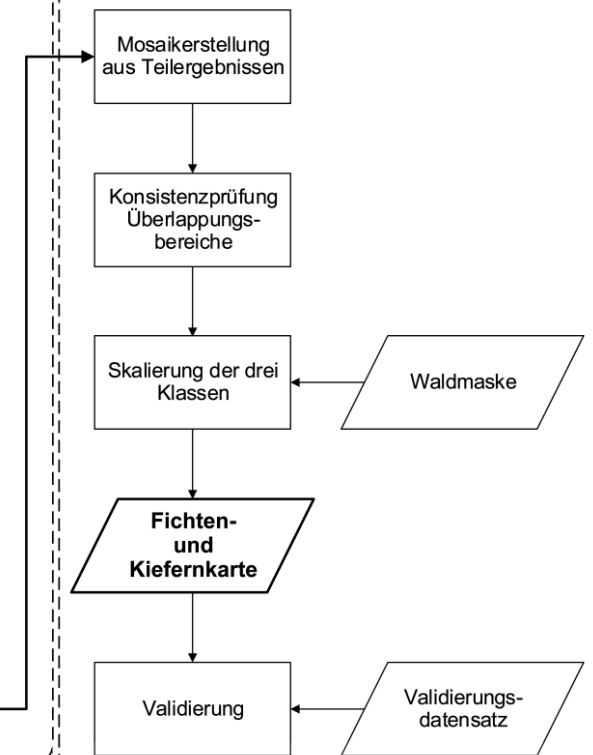 Mosaikerstellung
aus Teilergebnissen
Konsistenzprüfung
Überlappungs-
bereiche
Skalierung der drei
Klassen
Waldmaske
Fichten-
und
Kiefernkarte
Validierung
Validierungs-
datensatz